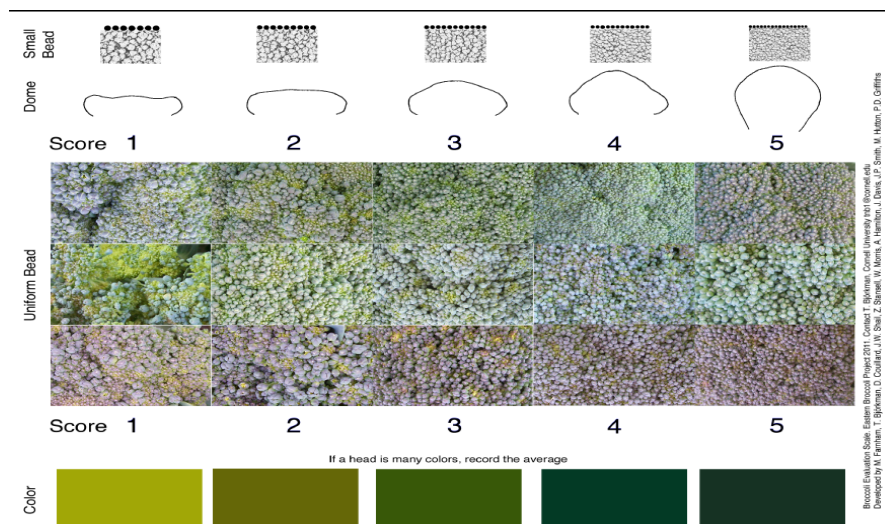 Small
Bead
Dome
Score 1 2 3 4 5
Uniform Bead
Score 1 2 3 4 5
If a head is many colors, record the average
Color
Broccoli Evaluation Scale. Eastern Broccoli Project 2011. Contact T. Björkman, Cornell University tnb1@cornell.edu
Developed by M. Farnham, T. Björkman, D. Couillard, J.W. Shail, Z. Stansell, W. Morris, A. Hamilton, J. Davis, J.P. Smith, M. Hutton, P.D. Griffiths